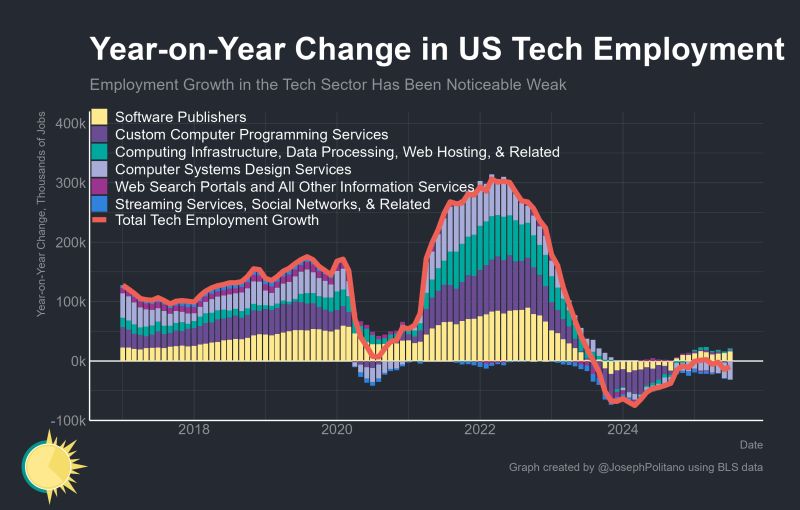 Year-on-Year Change in US Tech Employment
Employment Growth in the Tech Sector Has Been Noticeable Weak
Year-on-Year Change, Thousands of Jobs
400k
300k
200k
100k
0k
-100k
Software Publishers
Custom Computer Programming Services
Computing Infrastructure, Data Processing, Web Hosting, & Related
Computer Systems Design Services
Web Search Portals and All Other Information Services
Streaming Services, Social Networks, & Related
Total Tech Employment Growth
2018 2020 2022 2024
Date
Graph created by @JosephPolitano using BLS data